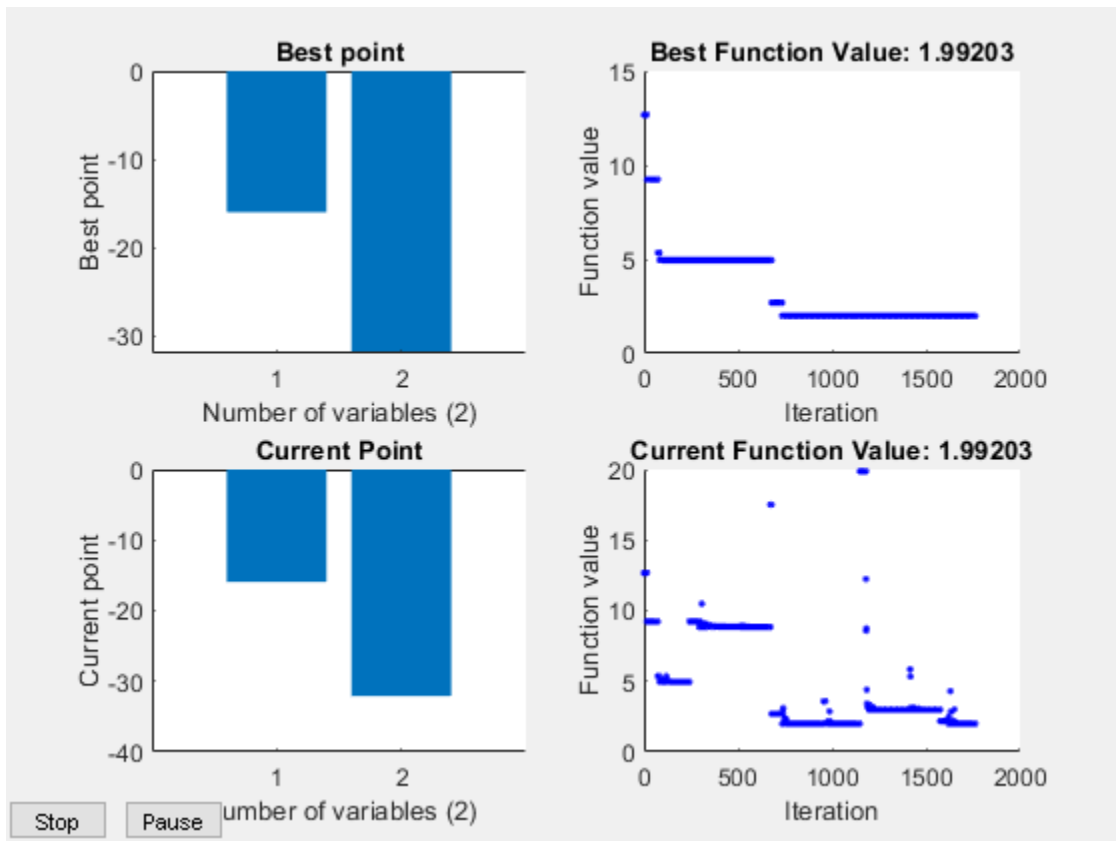 Best point
0
-10
-20
-30
Best point
1 2
Number of variables (2)
Best Function Value: 1.99203
15
10
5
0
Function value
0 500 1000 1500 2000
Iteration
Current Point
0
-10
-20
-30
-40
Current point
1 2
umber of variables (2)
Current Function Value: 1.99203
20
15
10
5
0
Function value
0 500 1000 1500 2000
Iteration
Stop Pause